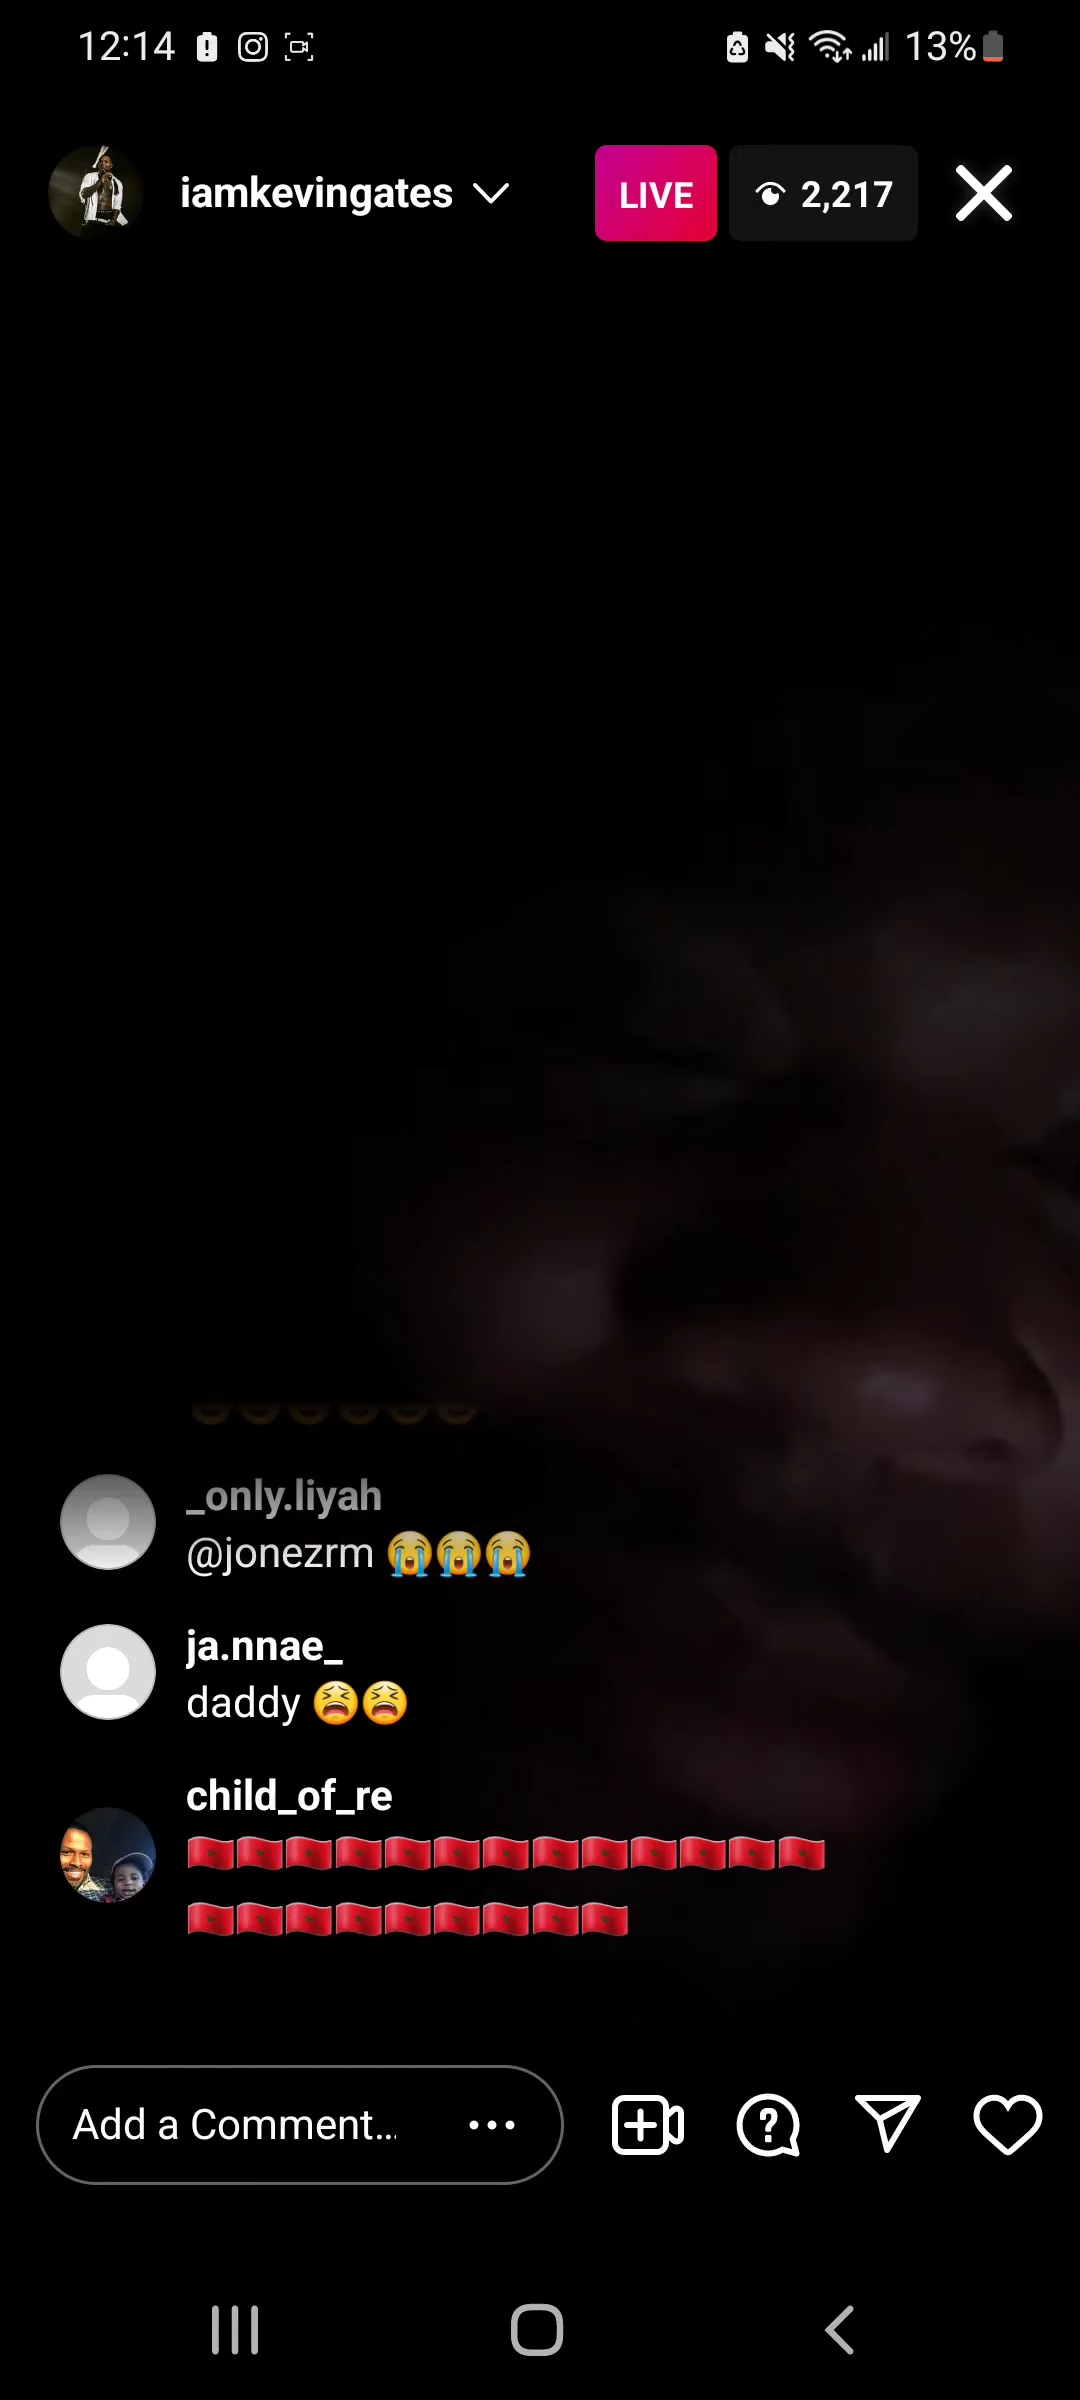 12:14
13%
iamkevingates
LIVE
2,217
_only.liyah
@jonezrm 😭😭😭
ja.nnae_
daddy 😫😫
child_of_re
🇲🇦🇲🇦🇲🇦🇲🇦🇲🇦🇲🇦🇲🇦🇲🇦🇲🇦🇲🇦🇲🇦🇲🇦🇲🇦
🇲🇦🇲🇦🇲🇦🇲🇦🇲🇦🇲🇦🇲🇦🇲🇦🇲🇦
Add a Comment...